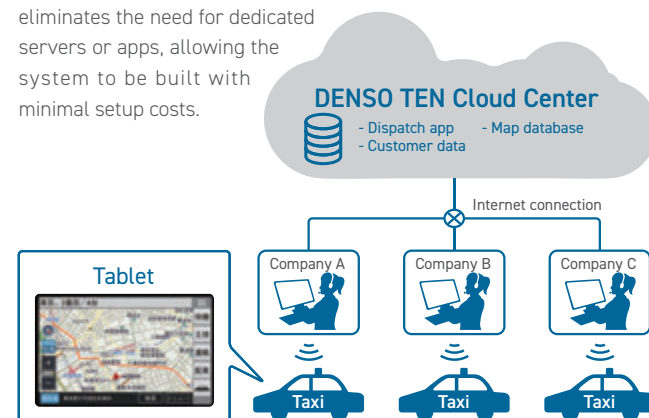 eliminates the need for dedicated
servers or apps, allowing the
system to be built with
minimal setup costs.
DENSO TEN Cloud Center
- Dispatch app - Map database
- Customer data
Internet connection
Tablet
Company A
Company B
Company C
Taxi
Taxi
Taxi